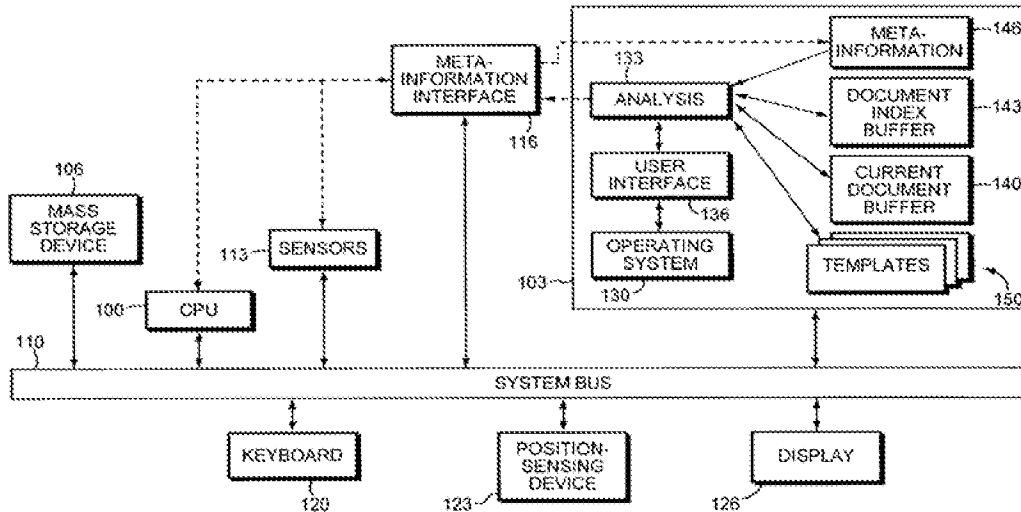 META-
INFORMATION
INTERFACE
116
133
ANALYSIS
META-
INFORMATION
146
DOCUMENT
INDEX
BUFFER
143
CURRENT
DOCUMENT
BUFFER
140
USER
INTERFACE
136
OPERATING
SYSTEM
130
103
TEMPLATES
150
106
MASS
STORAGE
DEVICE
113
SENSORS
100
CPU
110
SYSTEM BUS
KEYBOARD
120
POSITION-
SENSING
DEVICE
123
DISPLAY
126